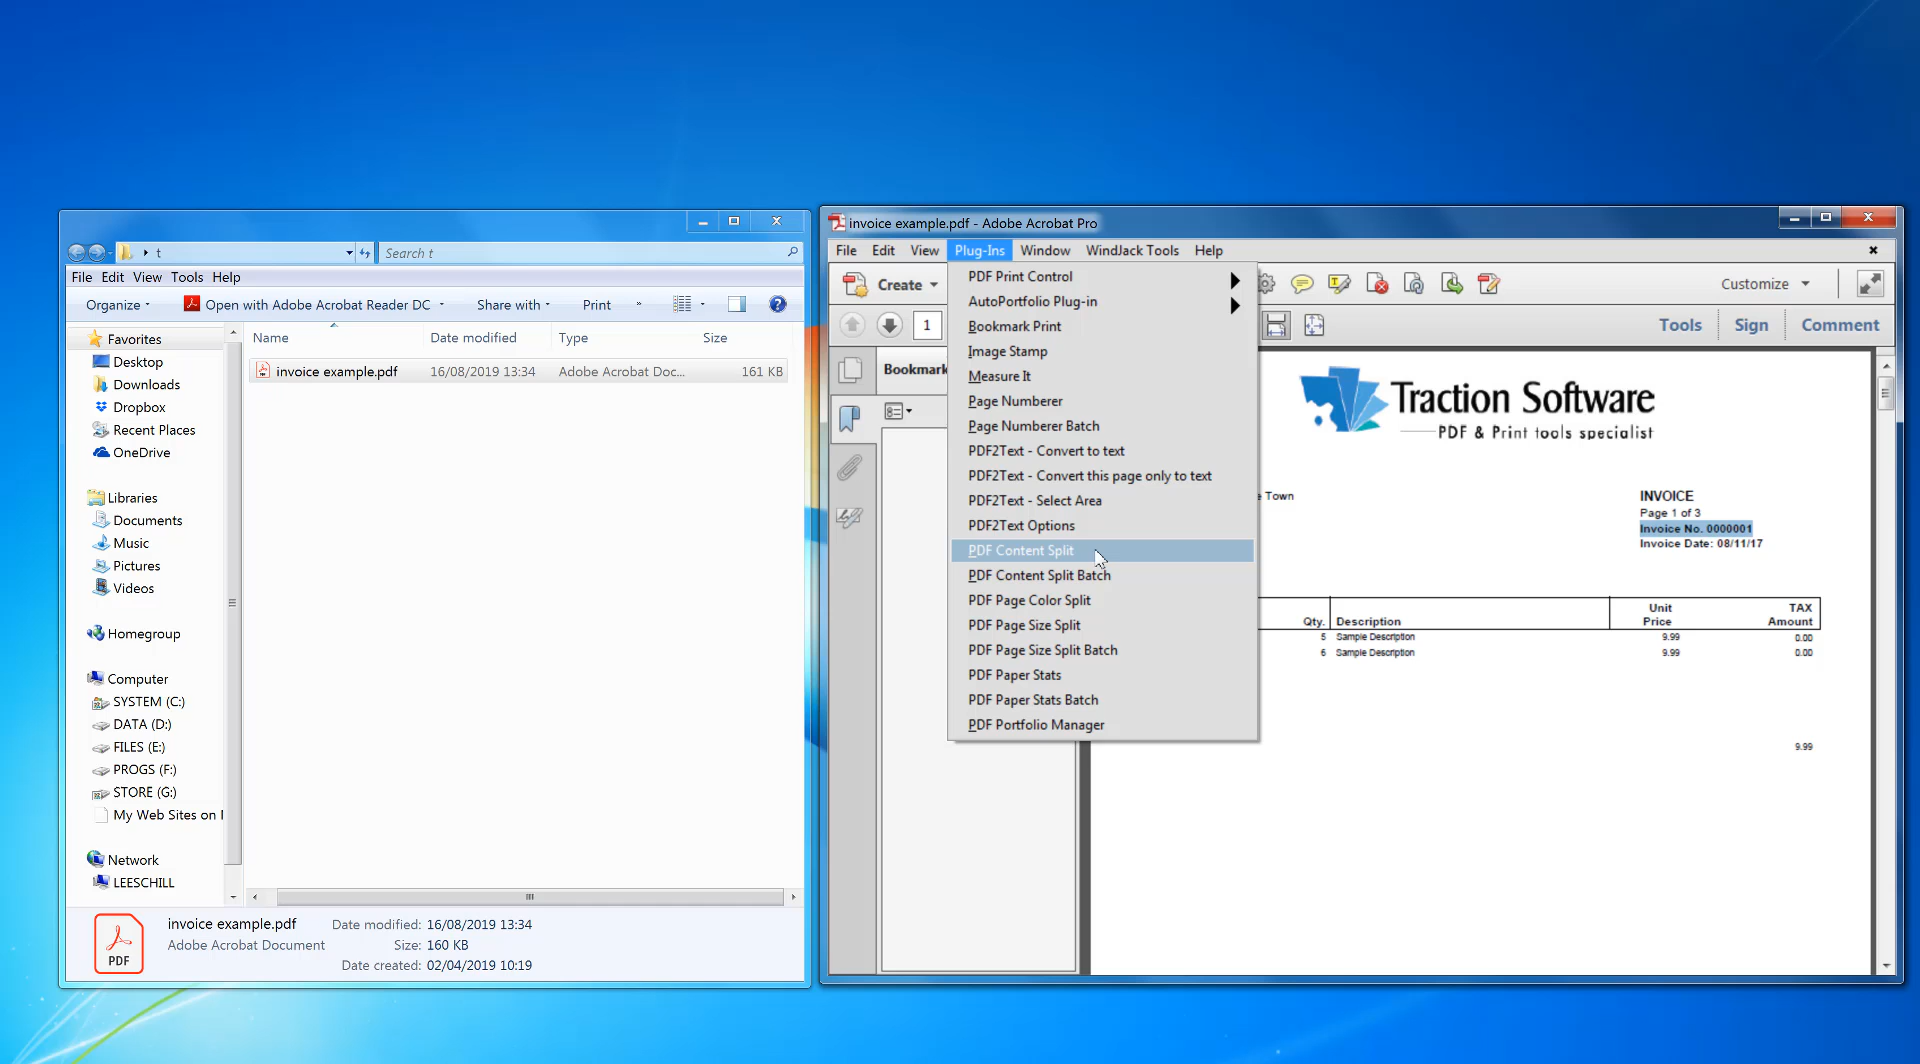 t
Search t
File Edit View Tools Help
Organize Open with Adobe Acrobat Reader DC Share with Print »
Favorites
Desktop
Downloads
Dropbox
Recent Places
OneDrive
Libraries
Documents
Music
Pictures
Videos
Homegroup
Computer
SYSTEM (C:)
DATA (D:)
FILES (E:)
PROGS (F:)
STORE (G:)
My Web Sites on
Network
LEESCHILL
Name Date modified Type Size
invoice example.pdf 16/08/2019 13:34 Adobe Acrobat Doc... 161 KB
PDF
invoice example.pdf Date modified: 16/08/2019 13:34
Adobe Acrobat Document Size: 160 KB
Date created: 02/04/2019 10:19
invoice example.pdf - Adobe Acrobat Pro
File Edit View Plug-Ins Window WindJack Tools Help
Create Customize
1 Tools Sign Comment
Bookmark
PDF Print Control
AutoPortfolio Plug-in
Bookmark Print
Image Stamp
Measure It
Page Numberer
Page Numberer Batch
PDF2Text - Convert to text
PDF2Text - Convert this page only to text
PDF2Text - Select Area
PDF2Text Options
PDF Content Split
PDF Content Split Batch
PDF Page Color Split
PDF Page Size Split
PDF Page Size Split Batch
PDF Paper Stats
PDF Paper Stats Batch
PDF Portfolio Manager
Traction Software
PDF & Print tools specialist
Town
INVOICE
Page 1 of 3
Invoice No. 0000001
Invoice Date: 08/11/17
Qty. Description Unit Price TAX Amount
5 Sample Description 9.99 0.00
6 Sample Description 9.99 0.00
9.99